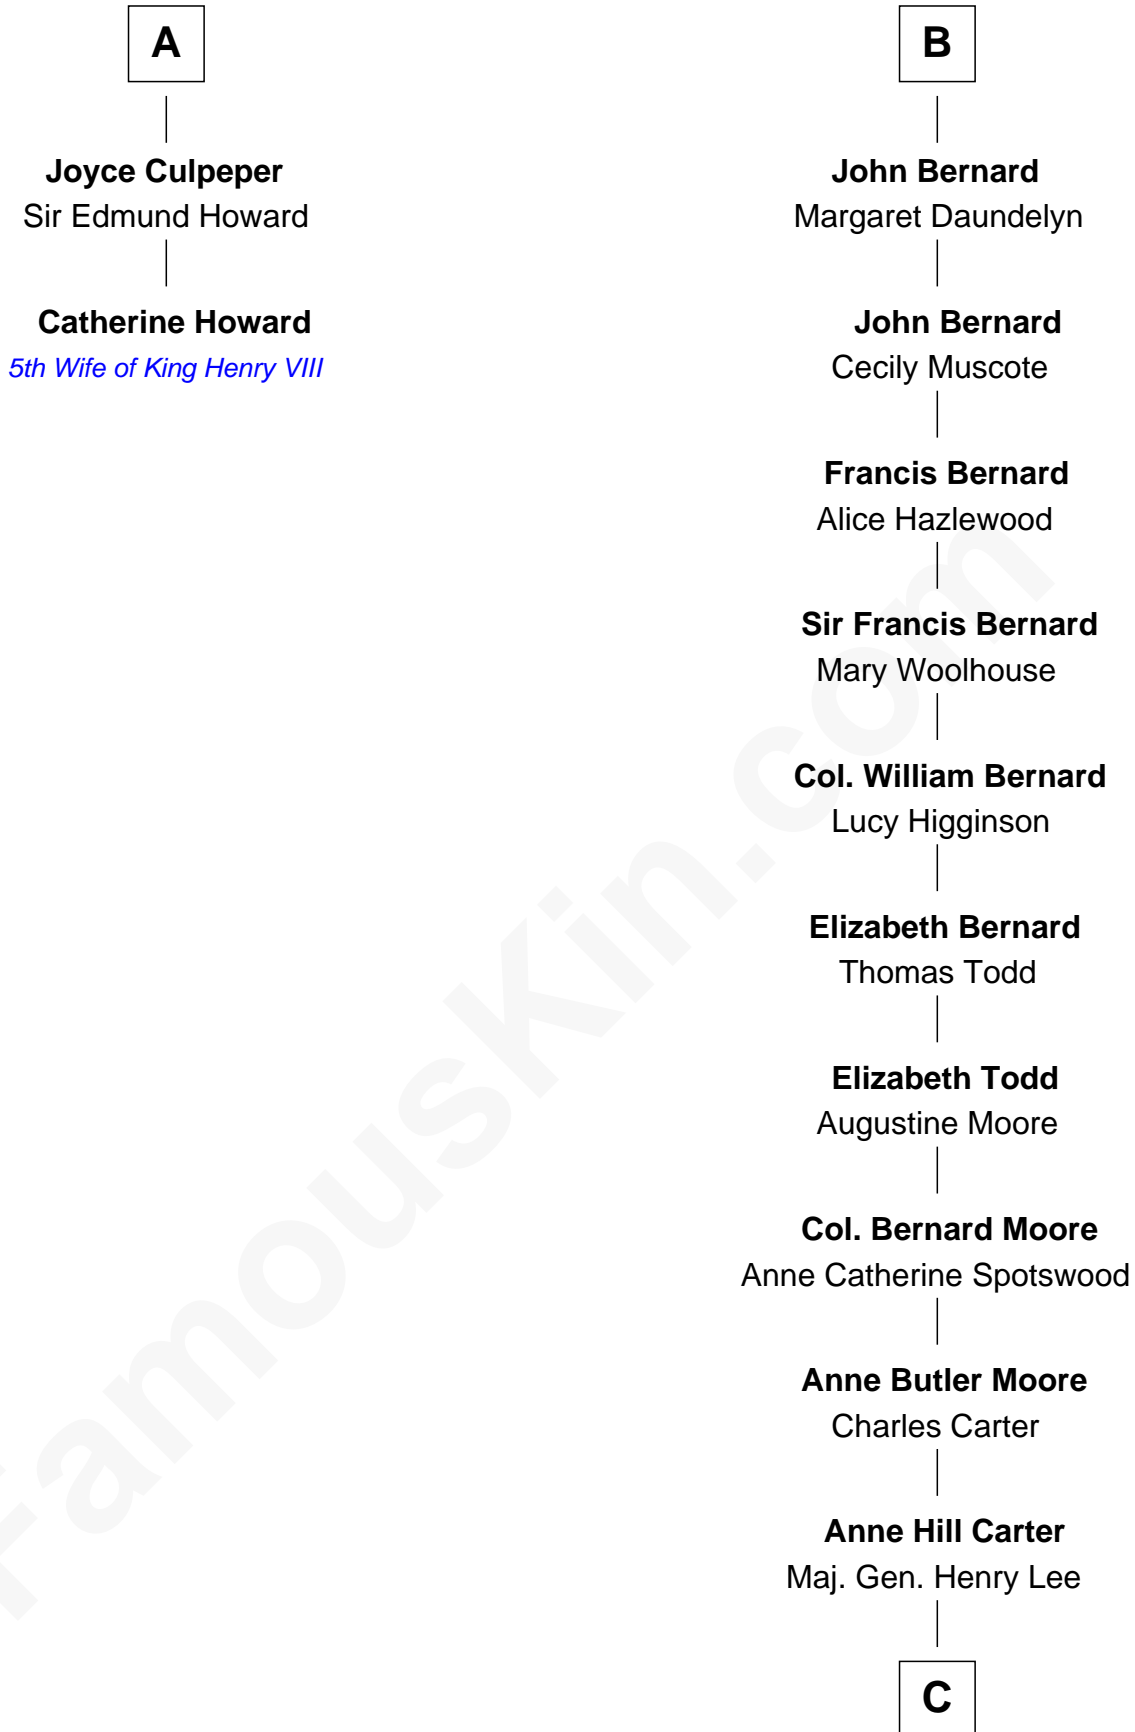 A
Joyce Culpeper
Sir Edmund Howard
Catherine Howard
5th Wife of King Henry VIII
B
John Bernard
Margaret Daundelyn
John Bernard
Cecily Muscote
Francis Bernard
Alice Hazlewood
Sir Francis Bernard
Mary Woolhouse
Col. William Bernard
Lucy Higginson
Elizabeth Bernard
Thomas Todd
Elizabeth Todd
Augustine Moore
Col. Bernard Moore
Anne Catherine Spotswood
Anne Butler Moore
Charles Carter
Anne Hill Carter
Maj. Gen. Henry Lee
C
FamousKin.com